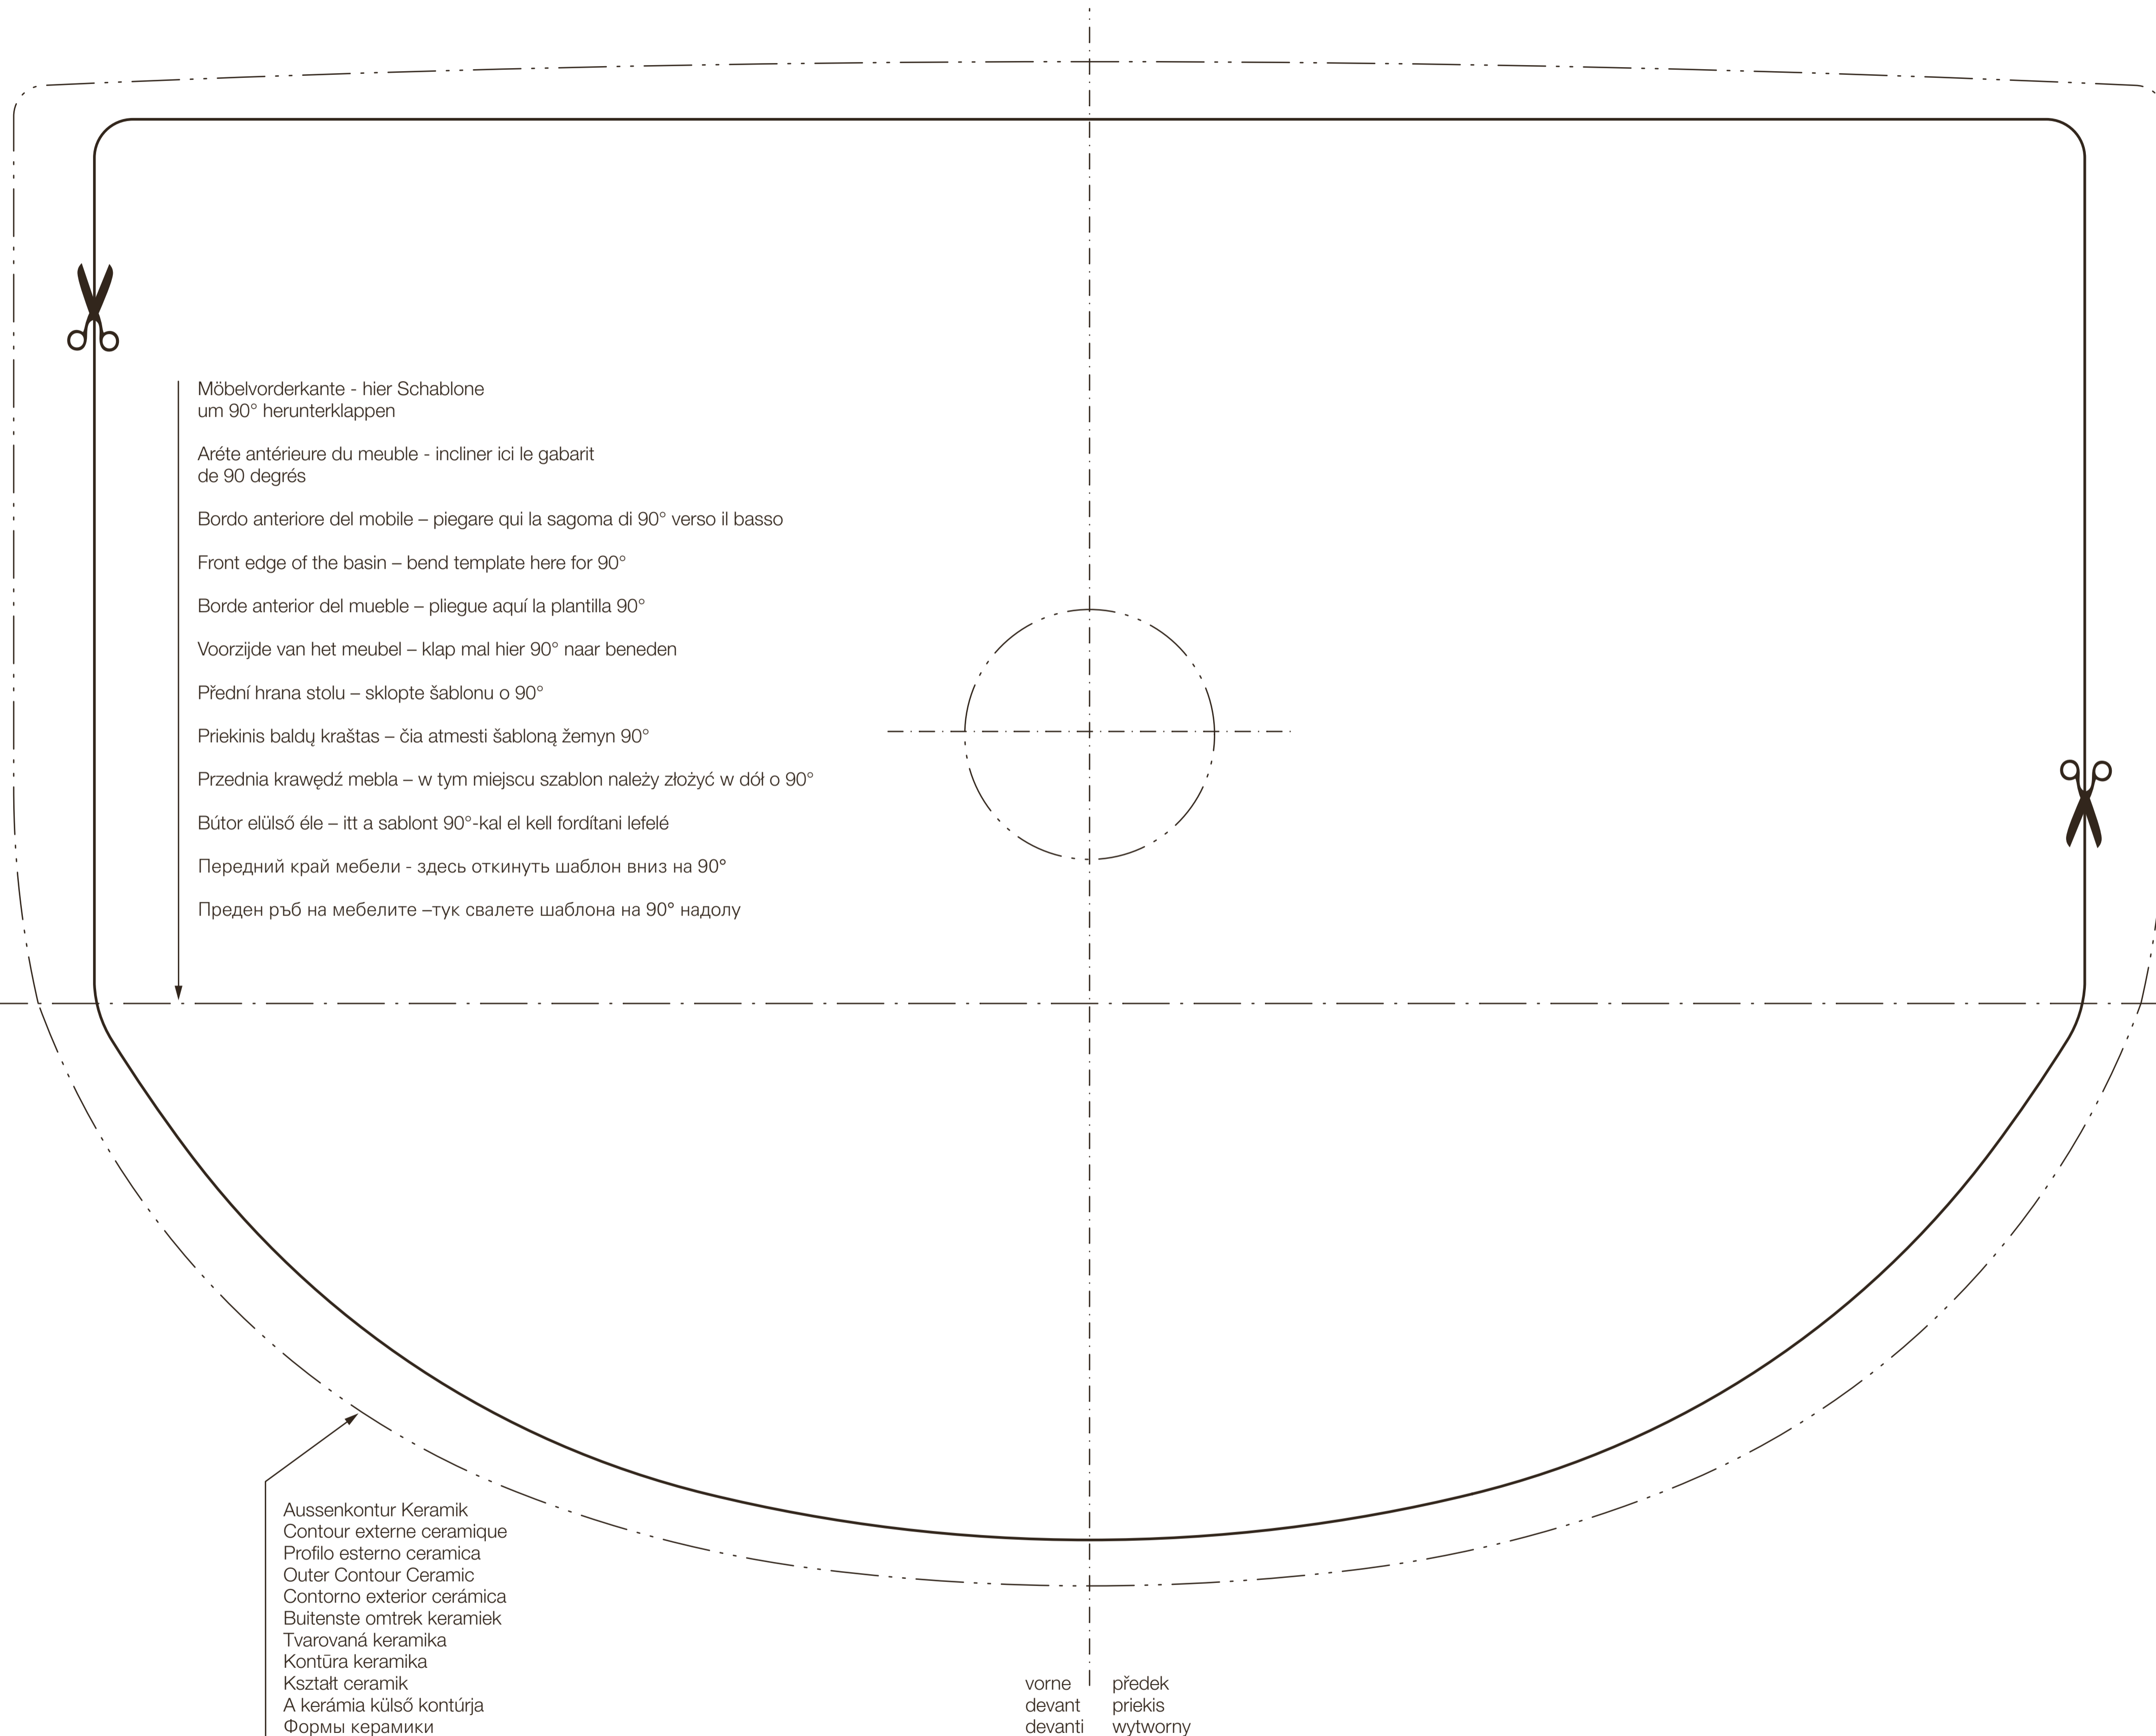 Möbelvorderkante - hier Schablone
um 90° herunterklappen
Aréte antérieure du meuble - incliner ici le gabarit
de 90 degrés
Bordo anteriore del mobile – piegare qui la sagoma di 90° verso il basso
Front edge of the basin – bend template here for 90°
Borde anterior del mueble – pliegue aquí la plantilla 90°
Voorzijde van het meubel – klap mal hier 90° naar beneden
Přední hrana stolu – sklopte šablonu o 90°
Priekinis baldų kraštas – čia atmesti šabloną žemyn 90°
Przednia krawędź mebla – w tym miejscu szablon należy złożyć w dół o 90°
Bútor elülső éle – itt a sablont 90°-kal el kell fordítani lefelé
Передний край мебели - здесь откинуть шаблон вниз на 90°
Преден ръб на мебелите –тук свалете шаблона на 90° надолу
Aussenkontur Keramik
Contour externe ceramique
Profilo esterno ceramica
Outer Contour Ceramic
Contorno exterior cerámica
Buitenste omtrek keramiek
Tvarovaná keramika
Kontūra keramika
Kształt ceramik
A kerámia külső kontúrja
Формы керамики
vorne
devant
devanti
předek
priekis
wytworny